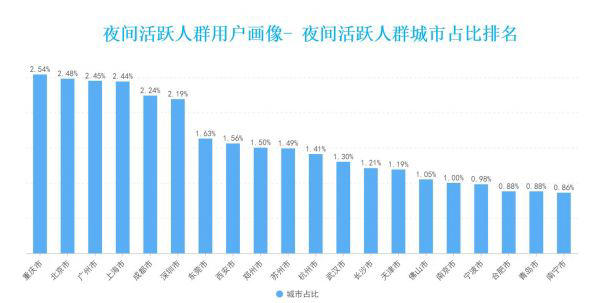 夜间活跃人群用户画像- 夜间活跃人群城市占比排名
2.54% 2.48% 2.45% 2.44% 2.24% 2.19% 1.63% 1.56% 1.50% 1.49% 1.41% 1.30% 1.21% 1.19% 1.05% 1.00% 0.98% 0.88% 0.88% 0.86%
重庆市 北京市 广州市 上海市 成都市 深圳市 东莞市 西安市 郑州市 苏州市 杭州市 武汉市 长沙市 天津市 佛山市 南京市 宁波市 合肥市 青岛市 南宁市
城市占比